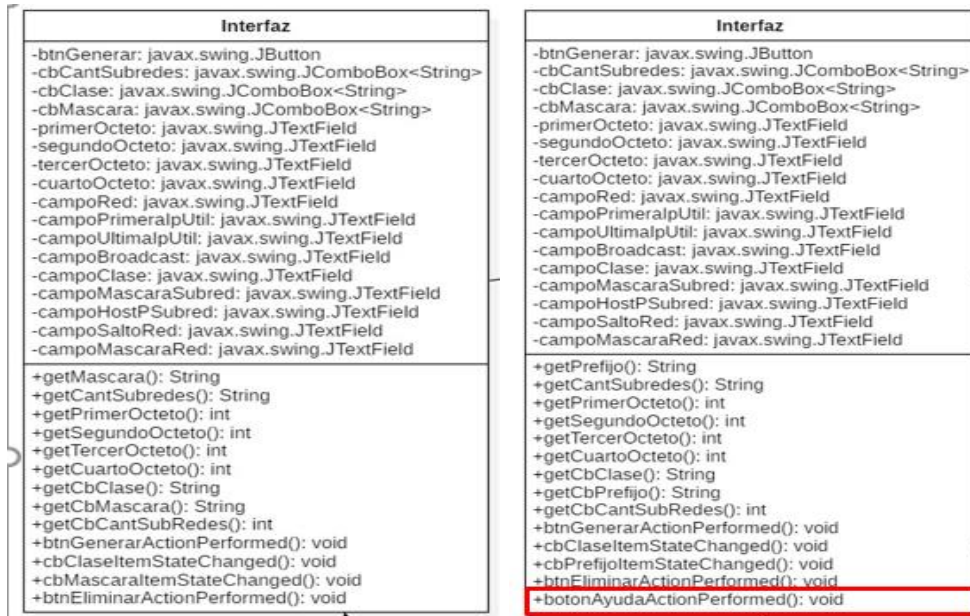 Interfaz
-btnGenerar: javax.swing.JButton
-cbCantSubredes: javax.swing.JComboBox<String>
-cbClase: javax.swing.JComboBox<String>
-cbMascara: javax.swing.JComboBox<String>
-primerOcteto: javax.swing.JTextField
-segundoOcteto: javax.swing.JTextField
-tercerOcteto: javax.swing.JTextField
-cuartoOcteto: javax.swing.JTextField
-campoRed: javax.swing.JTextField
-campoPrimeraIpUtil: javax.swing.JTextField
-campoUltimaIpUtil: javax.swing.JTextField
-campoBroadcast: javax.swing.JTextField
-campoClase: javax.swing.JTextField
-campoMascaraSubred: javax.swing.JTextField
-campoHostPSubred: javax.swing.JTextField
-campoSaltoRed: javax.swing.JTextField
-campoMascaraRed: javax.swing.JTextField
+getMascara(): String
+getCantSubredes(): String
+getPrimerOcteto(): int
+getSegundoOcteto(): int
+getTercerOcteto(): int
+getCuartoOcteto(): int
+getCbClase(): String
+getCbMascara(): String
+getCbCantSubRedes(): int
+btnGenerarActionPerformed(): void
+cbClaseItemStateChanged(): void
+cbMascaraItemStateChanged(): void
+btnEliminarActionPerformed(): void
Interfaz
-btnGenerar: javax.swing.JButton
-cbCantSubredes: javax.swing.JComboBox<String>
-cbClase: javax.swing.JComboBox<String>
-cbMascara: javax.swing.JComboBox<String>
-primerOcteto: javax.swing.JTextField
-segundoOcteto: javax.swing.JTextField
-tercerOcteto: javax.swing.JTextField
-cuartoOcteto: javax.swing.JTextField
-campoRed: javax.swing.JTextField
-campoPrimeraIpUtil: javax.swing.JTextField
-campoUltimaIpUtil: javax.swing.JTextField
-campoBroadcast: javax.swing.JTextField
-campoClase: javax.swing.JTextField
-campoMascaraSubred: javax.swing.JTextField
-campoHostPSubred: javax.swing.JTextField
-campoSaltoRed: javax.swing.JTextField
-campoMascaraRed: javax.swing.JTextField
+getPrefijo(): String
+getCantSubredes(): String
+getPrimerOcteto(): int
+getSegundoOcteto(): int
+getTercerOcteto(): int
+getCuartoOcteto(): int
+getCbClase(): String
+getCbPrefijo(): String
+getCbCantSubRedes(): int
+btnGenerarActionPerformed(): void
+cbClaseItemStateChanged(): void
+cbPrefijoItemStateChanged(): void
+btnEliminarActionPerformed(): void
+botonAyudaActionPerformed(): void